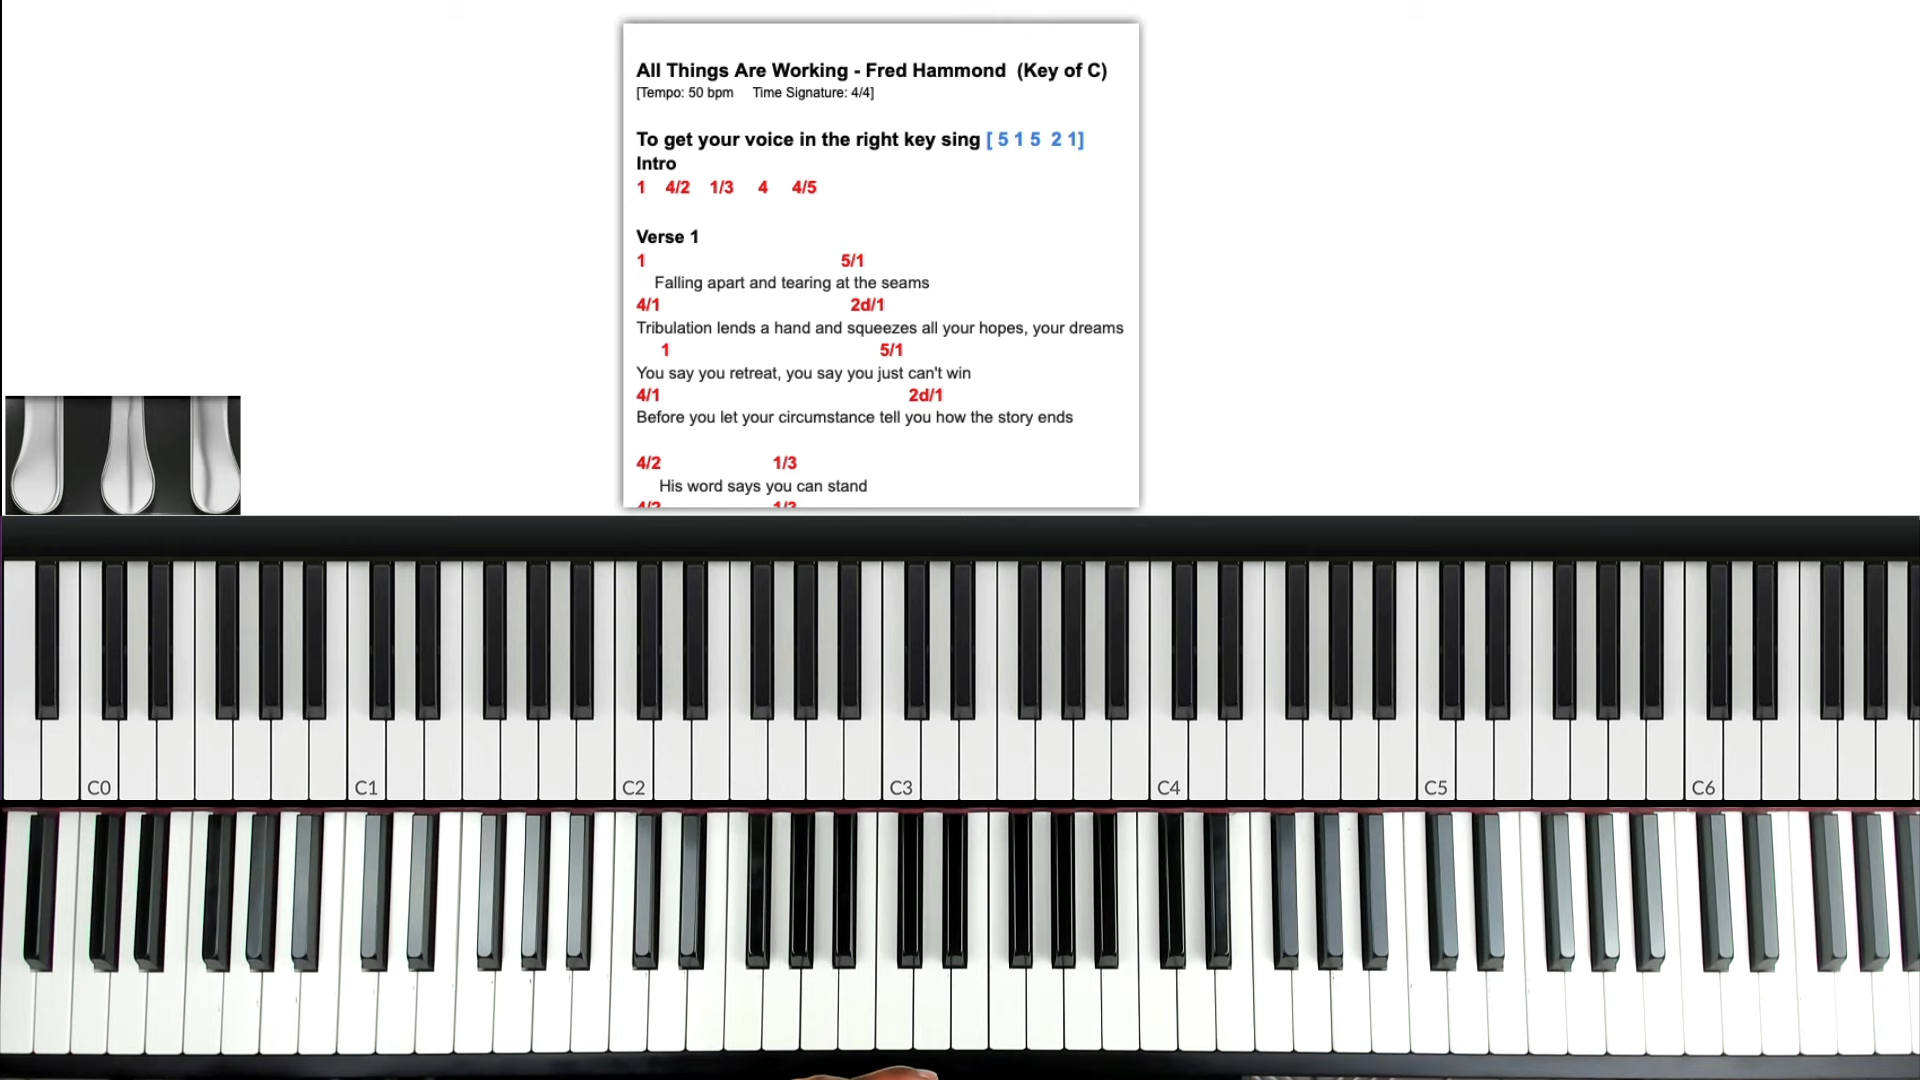 All Things Are Working - Fred Hammond (Key of C)
[Tempo: 50 bpm Time Signature: 4/4]
To get your voice in the right key sing [ 5 1 5 2 1]
Intro
1 4/2 1/3 4 4/5
Verse 1
1 5/1
Falling apart and tearing at the seams
4/1 2d/1
Tribulation lends a hand and squeezes all your hopes, your dreams
1 5/1
You say you retreat, you say you just can't win
4/1 2d/1
Before you let your circumstance tell you how the story ends
4/2 1/3
His word says you can stand
4/2 1/3
C0 C1 C2 C3 C4 C5 C6